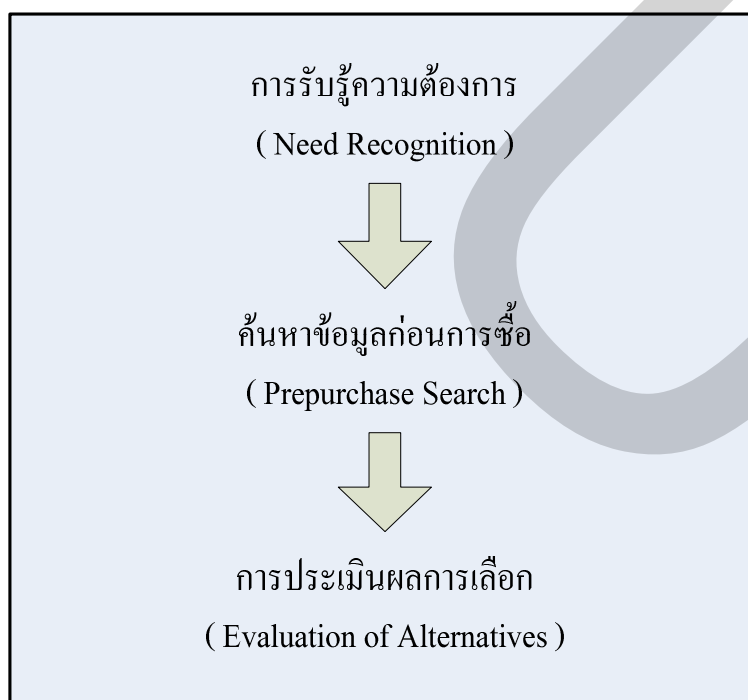 การรับรู้ความต้องการ
( Need Recognition )
ค้นหาข้อมูลก่อนการซื้อ
( Prepurchase Search )
การประเมินผลการเลือก
( Evaluation of Alternatives )